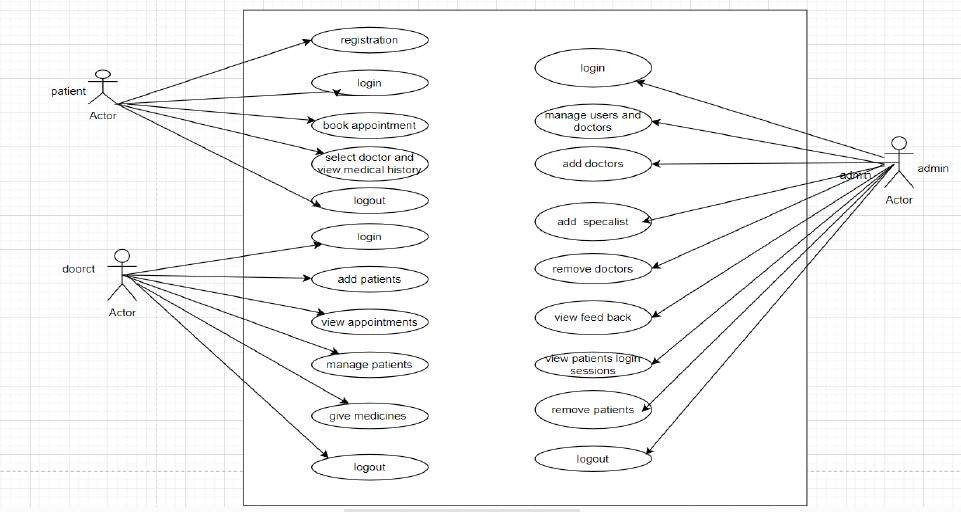 patient
Actor
registration
login
book appointment
select doctor and
view medical history
logout
doorct
Actor
login
add patients
view appointments
manage patients
give medicines
logout
login
manage users and
doctors
add doctors
add specalist
remove doctors
view feed back
view patients login
sessions
remove patients
logout
admin
admin
Actor